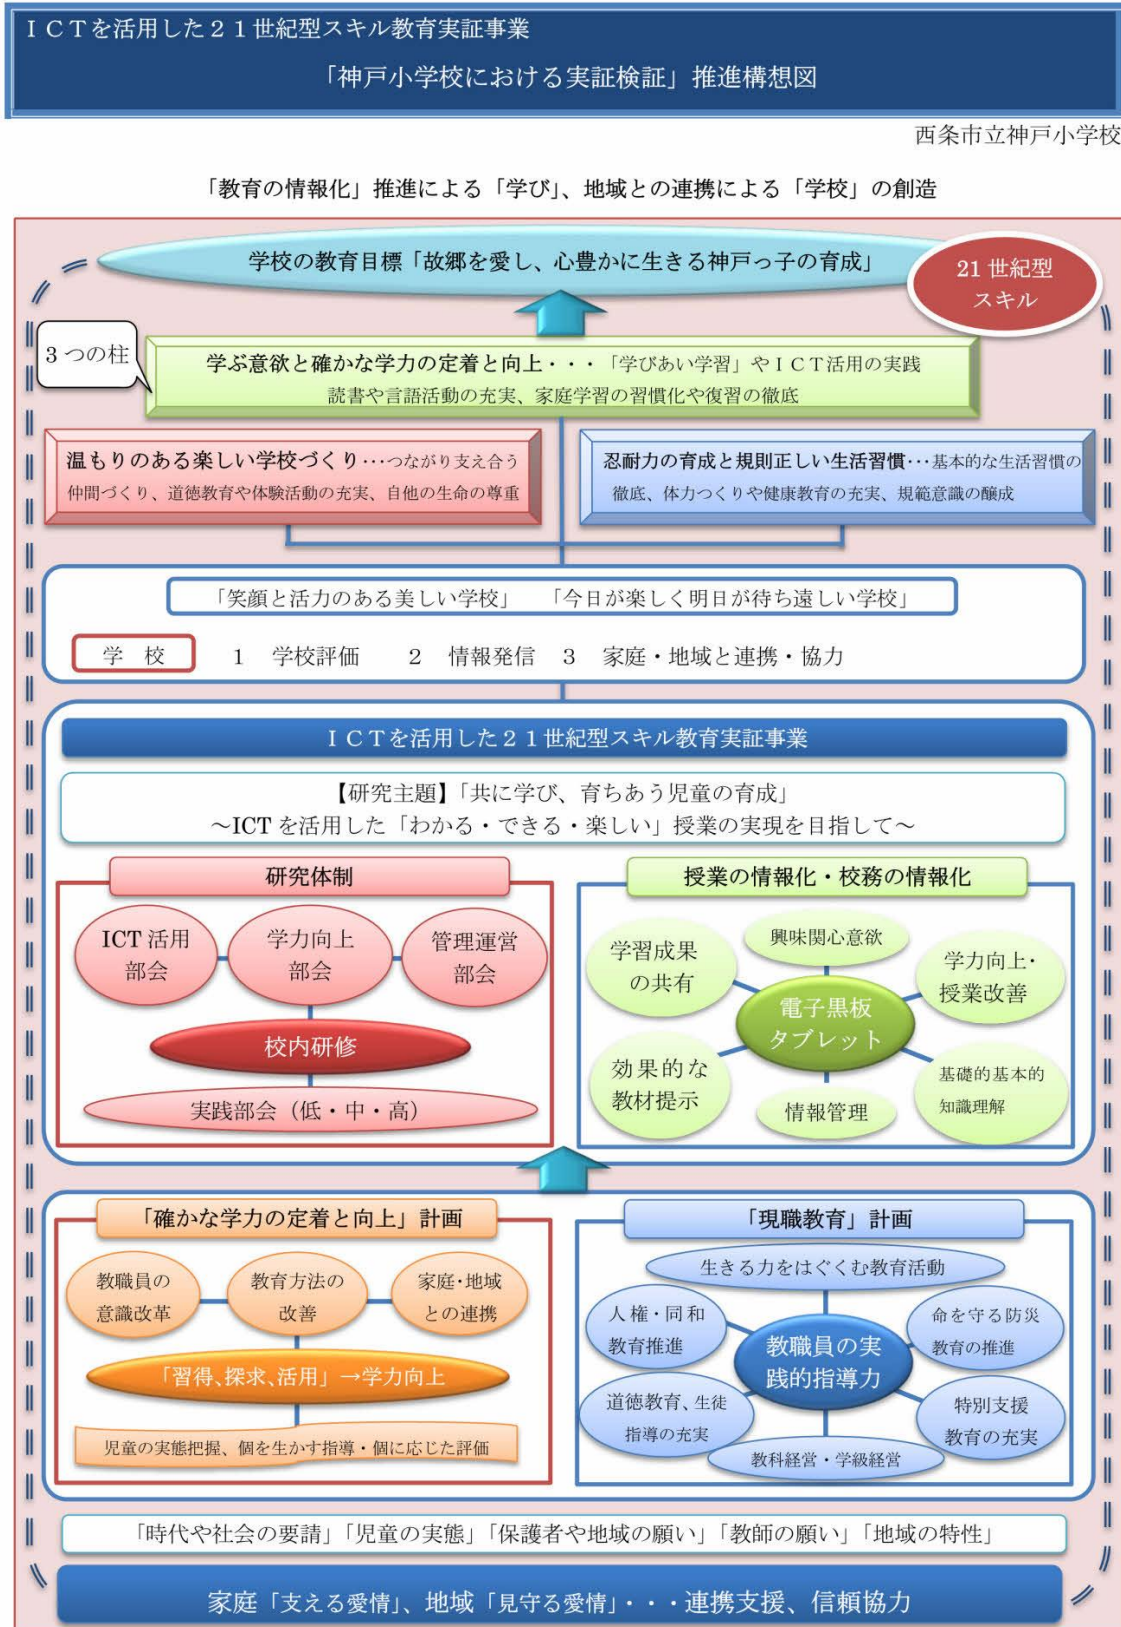 ＩＣＴを活用した２１世紀型スキル教育実証事業
「神戸小学校における実証検証」推進構想図
西条市立神戸小学校
「教育の情報化」推進による「学び」、地域との連携による「学校」の創造
学校の教育目標「故郷を愛し、心豊かに生きる神戸っ子の育成」
21 世紀型
スキル
3 つの柱
学ぶ意欲と確かな学力の定着と向上・・・「学びあい学習」やＩＣＴ活用の実践
読書や言語活動の充実、家庭学習の習慣化や復習の徹底
温もりのある楽しい学校づくり…つながり支え合う
仲間づくり、道徳教育や体験活動の充実、自他の生命の尊重
忍耐力の育成と規則正しい生活習慣…基本的な生活習慣の
徹底、体力つくりや健康教育の充実、規範意識の醸成
「笑顔と活力のある美しい学校」　「今日が楽しく明日が待ち遠しい学校」
学　校　１　学校評価　２　情報発信　３　家庭・地域と連携・協力
ＩＣＴを活用した２１世紀型スキル教育実証事業
【研究主題】「共に学び、育ちあう児童の育成」
～ICT を活用した「わかる・できる・楽しい」授業の実現を目指して～
研究体制
ICT 活用
部会
学力向上
部会
管理運営
部会
校内研修
実践部会（低・中・高）
授業の情報化・校務の情報化
学習成果
の共有
興味関心意欲
学力向上・
授業改善
電子黒板
タブレット
効果的な
教材提示
情報管理
基礎的基本的
知識理解
「確かな学力の定着と向上」計画
教職員の
意識改革
教育方法の
改善
家庭・地域
との連携
「習得、探求、活用」→学力向上
児童の実態把握、個を生かす指導・個に応じた評価
「現職教育」計画
生きる力をはぐくむ教育活動
人権・同和
教育推進
命を守る防災
教育の推進
教職員の実
践的指導力
道徳教育、生徒
指導の充実
特別支援
教育の充実
教科経営・学級経営
「時代や社会の要請」「児童の実態」「保護者や地域の願い」「教師の願い」「地域の特性」
家庭「支える愛情」、地域「見守る愛情」・・・連携支援、信頼協力